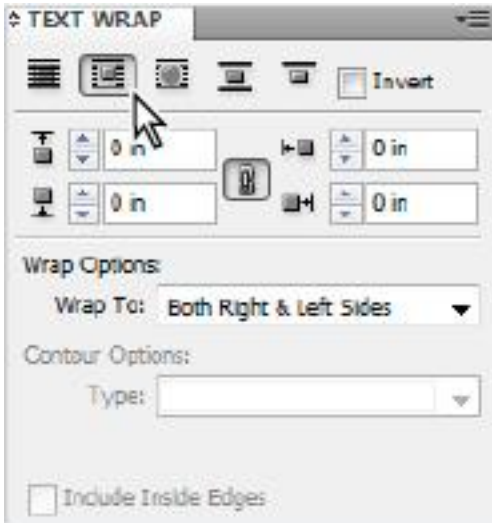 TEXT WRAP
Invert
0 in 0 in
0 in 0 in
Wrap Options:
Wrap To: Both Right & Left Sides
Contour Options:
Type:
Include Inside Edges